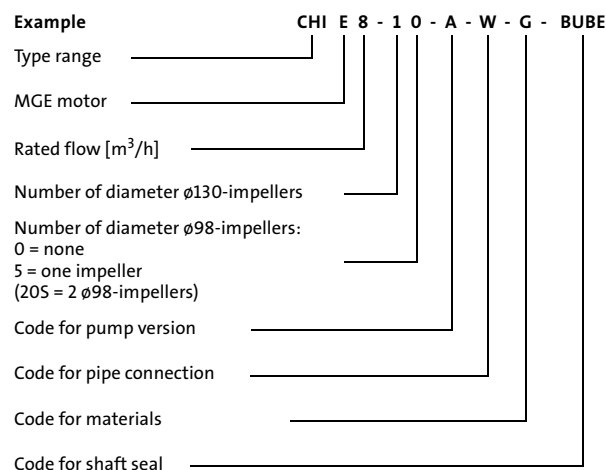 Example CHI E 8 - 1 0 - A - W - G - BUBE
Type range
MGE motor
Rated flow [m³/h]
Number of diameter ø130-impellers
Number of diameter ø98-impellers:
0 = none
5 = one impeller
(20S = 2 ø98-impellers)
Code for pump version
Code for pipe connection
Code for materials
Code for shaft seal